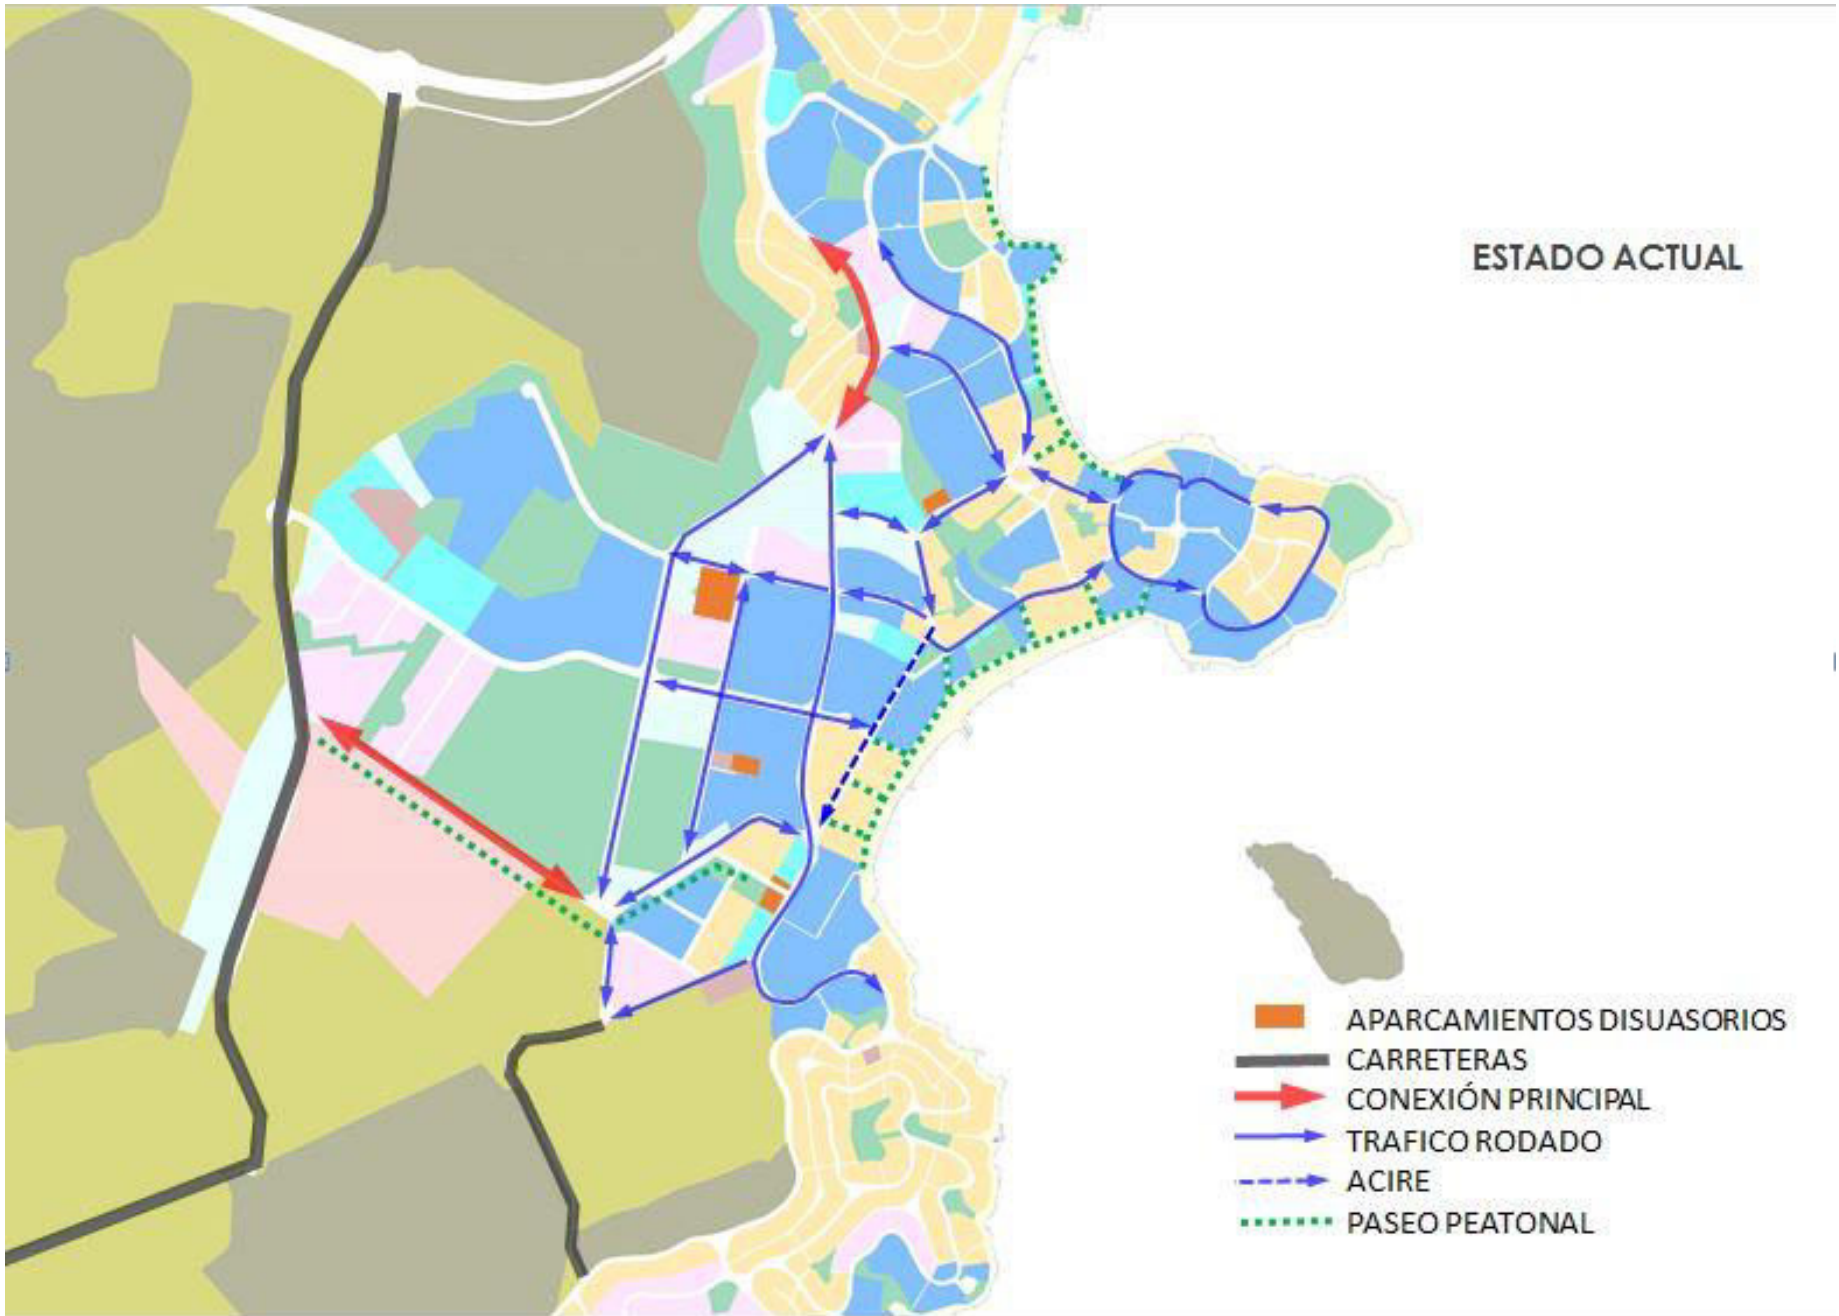 ESTADO ACTUAL
APARCAMIENTOS DISUASORIOS
CARRETERAS
CONEXIÓN PRINCIPAL
TRAFICO RODADO
ACIRE
PASEO PEATONAL